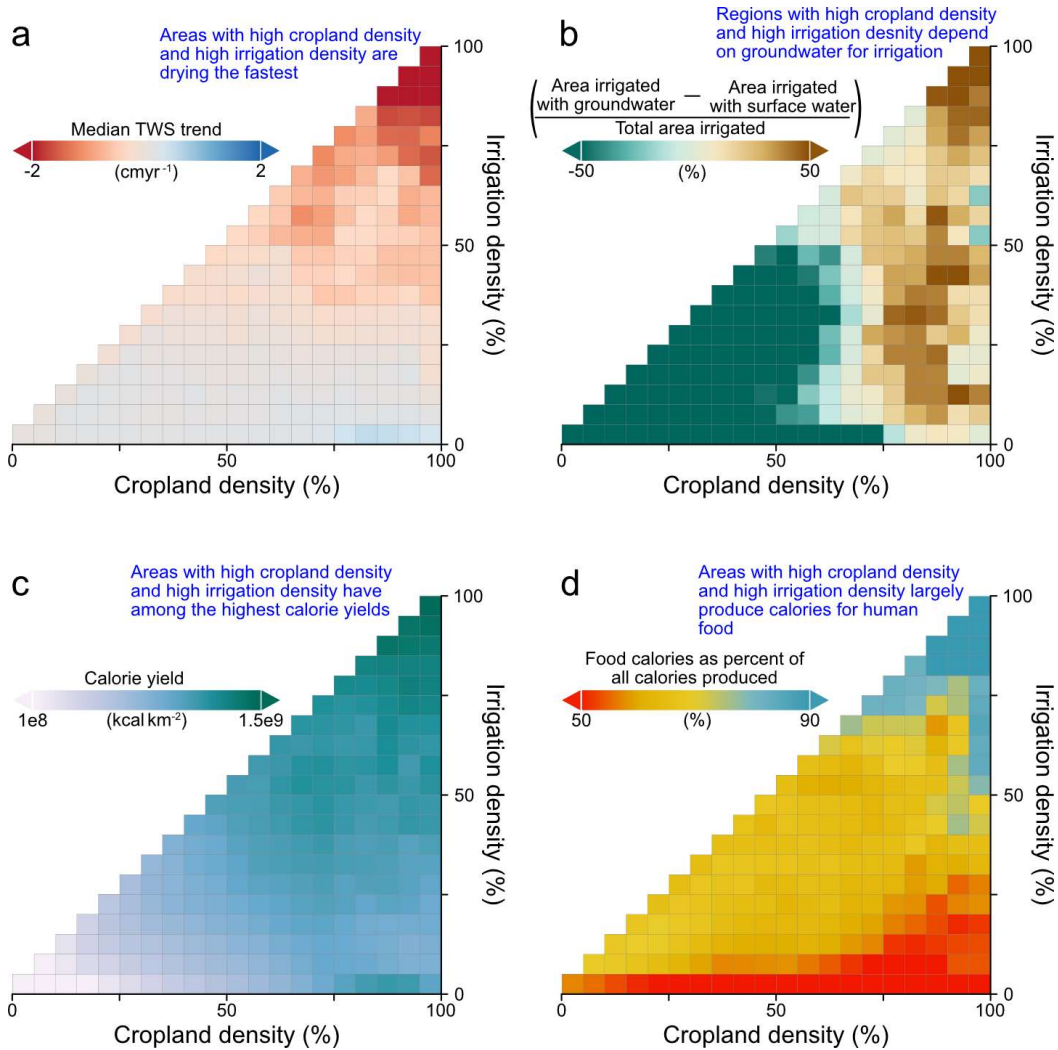 a
Areas with high cropland density
and high irrigation density are
drying the fastest
Median TWS trend
-2
(cmyr⁻¹)
2
100
50
0
Irrigation density (%)
0
50
100
Cropland density (%)
b
Regions with high cropland density
and high irrigation desnity depend
on groundwater for irrigation
( Area irrigated with groundwater — Area irrigated with surface water )
Total area irrigated
-50
(%)
50
100
50
0
Irrigation density (%)
0
50
100
Cropland density (%)
c
Areas with high cropland density
and high irrigation density have
among the highest calorie yields
Calorie yield
1e8
(kcal km⁻²)
1.5e9
100
50
0
Irrigation density (%)
0
50
100
Cropland density (%)
d
Areas with high cropland density
and high irrigation density largely
produce calories for human
food
Food calories as percent of
all calories produced
50
(%)
90
100
50
0
Irrigation density (%)
0
50
100
Cropland density (%)